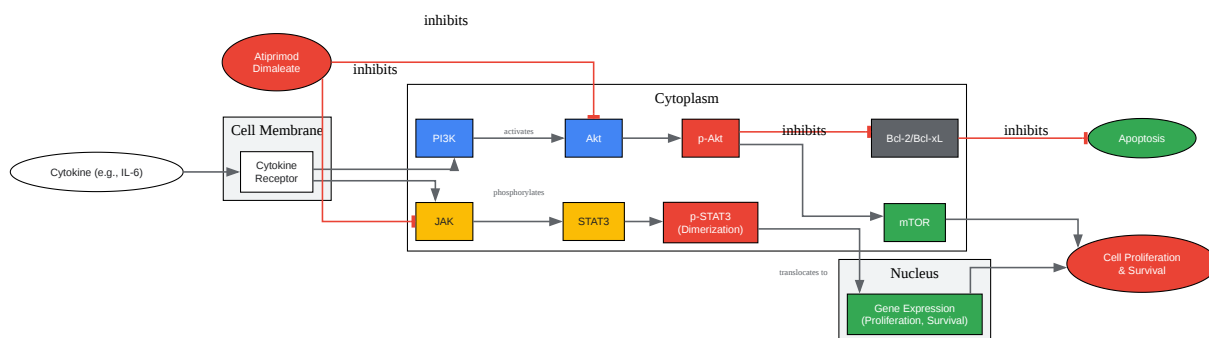 inhibits
Atiprimod
Dimaleate
inhibits
Cytoplasm
Cell Membrane
PI3K
activates
Akt
p-Akt
inhibits
Bcl-2/Bcl-xL
inhibits
Apoptosis
Cytokine (e.g., IL-6)
Cytokine
Receptor
phosphorylates
JAK
STAT3
p-STAT3
(Dimerization)
mTOR
translocates to
Nucleus
Cell Proliferation
& Survival
Gene Expression
(Proliferation, Survival)